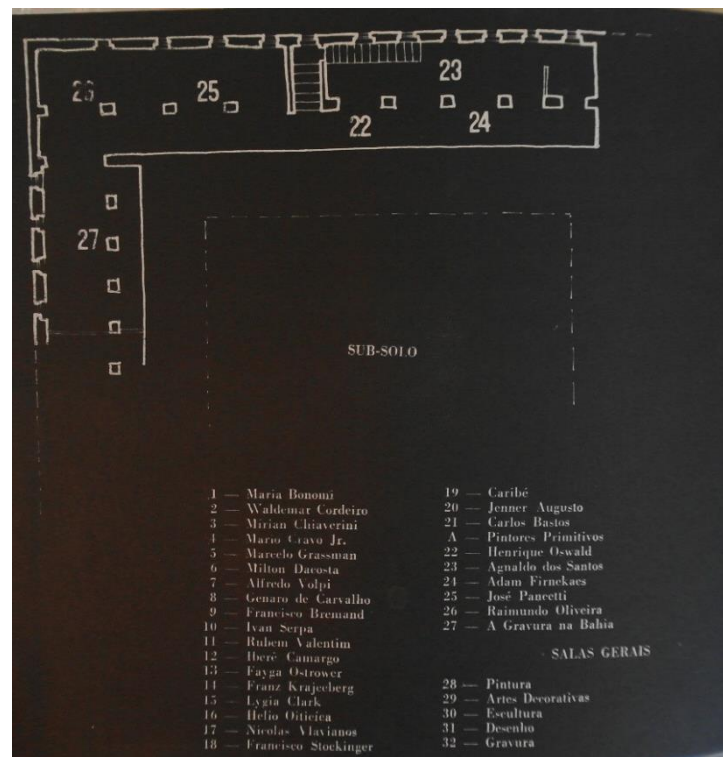 23
26
25
22
24
27
SUB-SOLO
1 — Maria Bonomi
2 — Waldemar Cordeiro
3 — Mirian Chiaverini
4 — Mario Cravo Jr.
5 — Marcelo Grassman
6 — Milton Dacosta
7 — Alfredo Volpi
8 — Genaro de Carvalho
9 — Francisco Brenand
10 — Ivan Serpa
11 — Rubem Valentim
12 — Iberê Camargo
13 — Fayga Ostrower
14 — Franz Krajceberg
15 — Lygia Clark
16 — Helio Oiticica
17 — Nicolas Vlavianos
18 — Francisco Stockinger
19 — Caribé
20 — Jenner Augusto
21 — Carlos Bastos
A — Pintores Primitivos
22 — Henrique Oswald
23 — Agnaldo dos Santos
24 — Adam Firnekaes
25 — José Pancetti
26 — Raimundo Oliveira
27 — A Gravura na Bahia
SALAS GERAIS
28 — Pintura
29 — Artes Decorativas
30 — Escultura
31 — Desenho
32 — Gravura